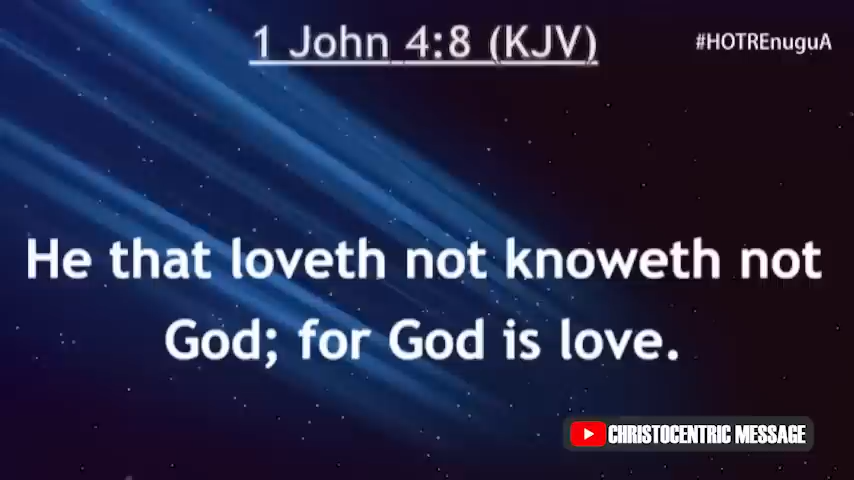 1 John 4:8 (KJV)
#HOTREnuguA
He that loveth not knoweth not
God; for God is love.
CHRISTOCENTRIC MESSAGE